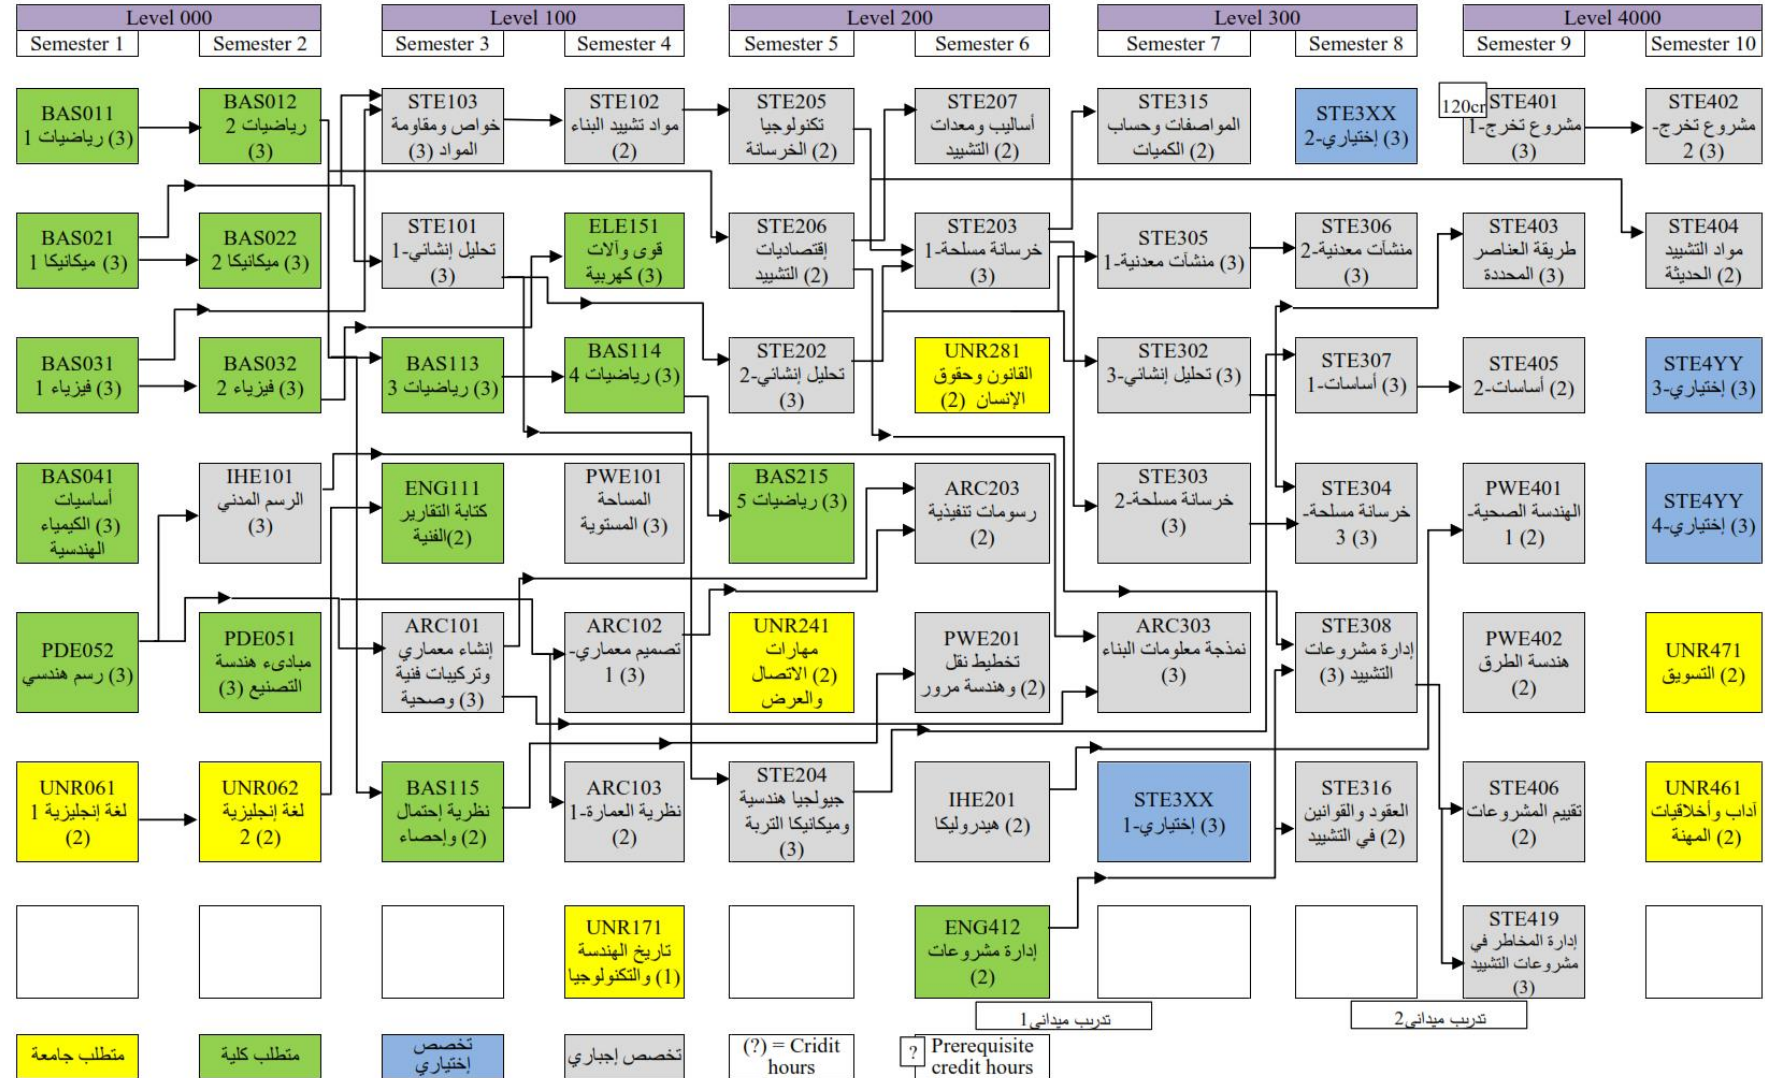 Level 000
Level 100
Level 200
Level 300
Level 4000
Semester 1
Semester 2
Semester 3
Semester 4
Semester 5
Semester 6
Semester 7
Semester 8
Semester 9
Semester 10
BAS011
رياضيات 1 (3)
BAS012
رياضيات 2
(3)
STE103
خواص ومقاومة
المواد (3)
STE102
مواد تشييد البناء
(2)
STE205
تكنولوجيا
الخرسانة (2)
STE207
أساليب ومعدات
التشييد (2)
STE315
المواصفات وحساب
الكميات (2)
STE3XX
إختياري-2 (3)
120cr
STE401
مشروع تخرج-1
(3)
STE402
مشروع تخرج-
2 (3)
BAS021
ميكانيكا 1 (3)
BAS022
ميكانيكا 2 (3)
STE101
تحليل إنشائي-1
(3)
ELE151
قوى وآلات
كهربية (3)
STE206
إقتصاديات
التشييد (2)
STE203
خرسانة مسلحة-1
(3)
STE305
منشآت معدنية-1 (3)
STE306
منشآت معدنية-2
(3)
STE403
طريقة العناصر
المحددة (3)
STE404
مواد التشييد
الحديثة (2)
BAS031
فيزياء 1 (3)
BAS032
فيزياء 2 (3)
BAS113
رياضيات 3 (3)
BAS114
رياضيات 4 (3)
STE202
تحليل إنشائي-2
(3)
UNR281
القانون وحقوق
الإنسان (2)
STE302
تحليل إنشائي-3 (3)
STE307
أساسات-1 (3)
STE405
أساسات-2 (2)
STE4YY
إختياري-3 (3)
BAS041
أساسيات
الكيمياء (3)
الهندسية
IHE101
الرسم المدني
(3)
ENG111
كتابة التقارير
الفنية(2)
PWE101
المساحة
المستوية (3)
BAS215
رياضيات 5 (3)
ARC203
رسومات تنفيذية
(2)
STE303
خرسانة مسلحة-2
(3)
STE304
خرسانة مسلحة-
3 (3)
PWE401
الهندسة الصحية-
1 (2)
STE4YY
إختياري-4 (3)
PDE052
رسم هندسي (3)
PDE051
مبادىء هندسة
التصنيع (3)
ARC101
إنشاء معماري
وتركيبات فنية
وصحية (3)
ARC102
تصميم معماري-
1 (3)
UNR241
مهارات
الاتصال (2)
والعرض
PWE201
تخطيط نقل
وهندسة مرور (2)
ARC303
نمذجة معلومات البناء
(3)
STE308
إدارة مشروعات
التشييد (3)
PWE402
هندسة الطرق
(2)
UNR471
التسويق (2)
UNR061
لغة إنجليزية 1
(2)
UNR062
لغة إنجليزية
2 (2)
BAS115
نظرية إحتمال
وإحصاء (2)
ARC103
نظرية العمارة-1
(2)
STE204
جيولجيا هندسية
وميكانيكا التربة
(3)
IHE201
هيدروليكا (2)
STE3XX
إختياري-1 (3)
STE316
العقود والقوانين
في التشييد (2)
STE406
تقييم المشروعات
(2)
UNR461
آداب وأخلاقيات
المهنة (2)
UNR171
تاريخ الهندسة
والتكنولوجيا (1)
ENG412
إدارة مشروعات
(2)
STE419
إدارة المخاطر في
مشروعات التشييد
(3)
تدريب ميداني1
تدريب ميداني2
متطلب جامعة
متطلب كلية
تخصص
إختياري
تخصص إجباري
(?) = Cridit
hours
?
Prerequisite
credit hours